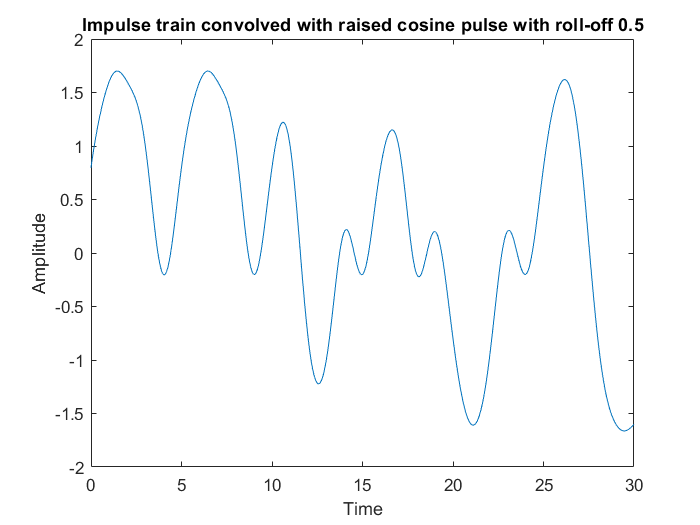 Impulse train convolved with raised cosine pulse with roll-off 0.5
2
1.5
1
0.5
0
-0.5
-1
-1.5
-2
Amplitude
0 5 10 15 20 25 30
Time